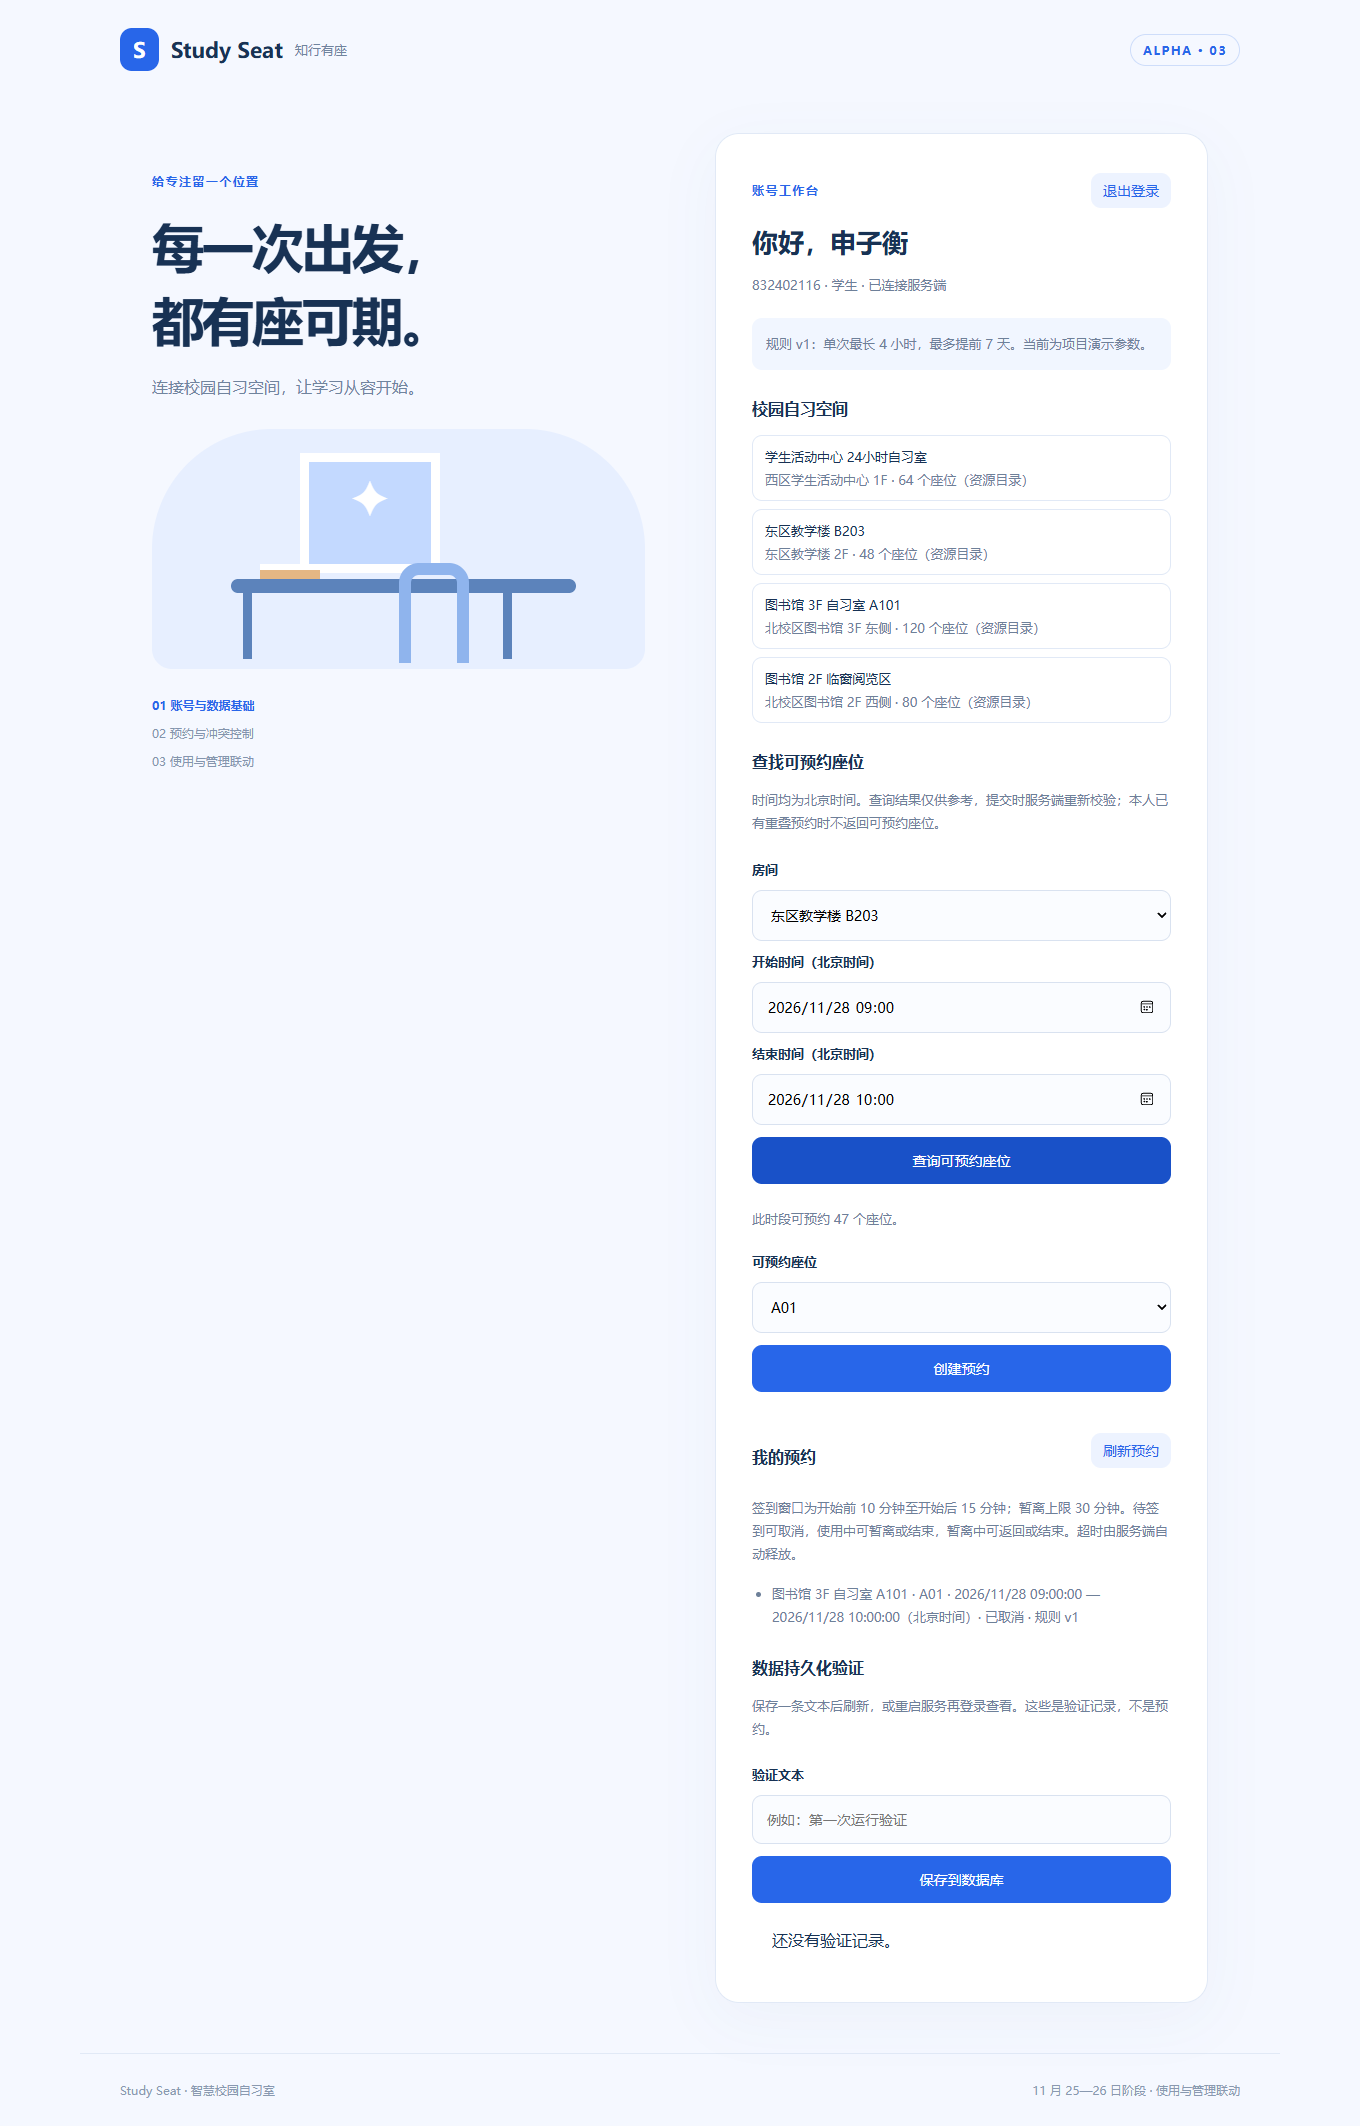 S Study Seat 知行有座
ALPHA · 03
给专注留一个位置
每一次出发，
都有座可期。
连接校园自习空间，让学习从容开始。
01 账号与数据基础
02 预约与冲突控制
03 使用与管理联动
账号工作台
退出登录
你好，申子衡
832402116 · 学生 · 已连接服务端
规则 v1：单次最长 4 小时，最多提前 7 天。当前为项目演示参数。
校园自习空间
学生活动中心 24小时自习室
西区学生活动中心 1F · 64 个座位（资源目录）
东区教学楼 B203
东区教学楼 2F · 48 个座位（资源目录）
图书馆 3F 自习室 A101
北校区图书馆 3F 东侧 · 120 个座位（资源目录）
图书馆 2F 临窗阅览区
北校区图书馆 2F 西侧 · 80 个座位（资源目录）
查找可预约座位
时间均为北京时间。查询结果仅供参考，提交时服务端重新校验；本人已
有重叠预约时不返回可预约座位。
房间
东区教学楼 B203
开始时间（北京时间）
2026/11/28 09:00
结束时间（北京时间）
2026/11/28 10:00
查询可预约座位
此时段可预约 47 个座位。
可预约座位
A01
创建预约
我的预约
刷新预约
签到窗口为开始前 10 分钟至开始后 15 分钟；暂离上限 30 分钟。待签
到可取消，使用中可暂离或结束，暂离中可返回或结束。超时由服务端自
动释放。
• 图书馆 3F 自习室 A101 · A01 · 2026/11/28 09:00:00 —
2026/11/28 10:00:00（北京时间）· 已取消 · 规则 v1
数据持久化验证
保存一条文本后刷新，或重启服务再登录查看。这些是验证记录，不是预
约。
验证文本
例如：第一次运行验证
保存到数据库
还没有验证记录。
Study Seat · 智慧校园自习室
11 月 25—26 日阶段 · 使用与管理联动